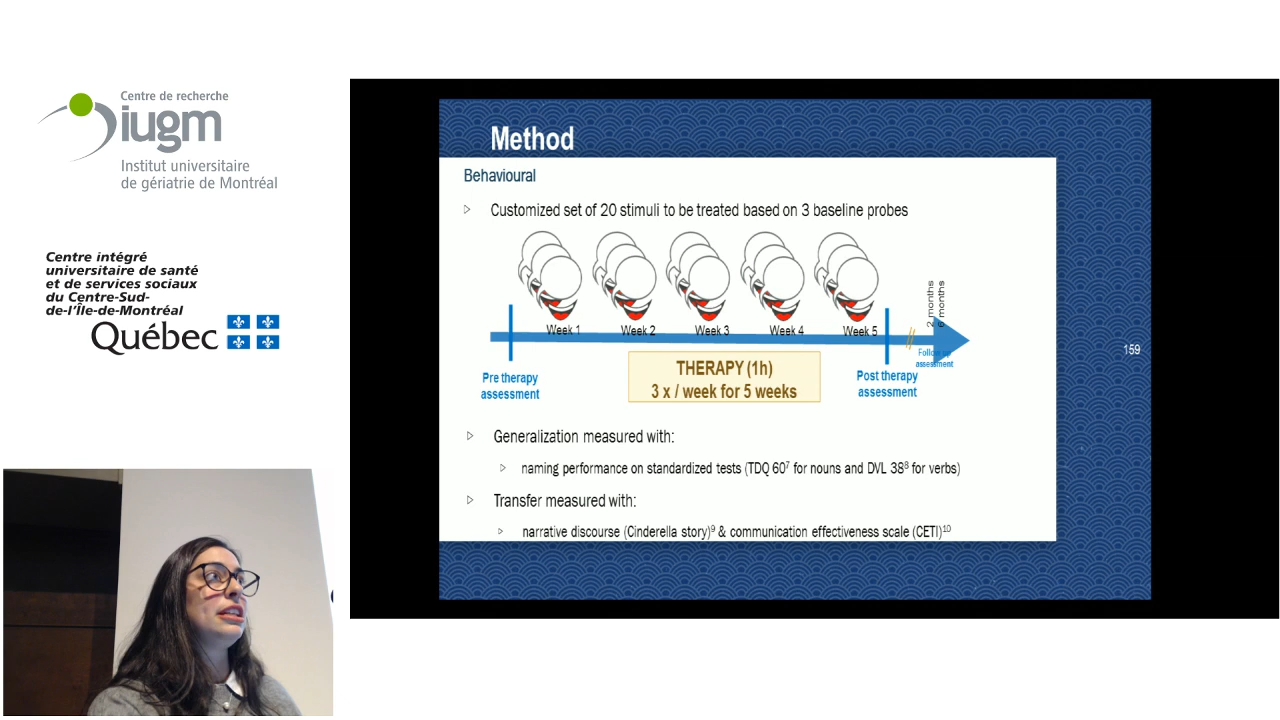 Centre de recherche
iugm
Institut universitaire
de gériatrie de Montréal
Centre intégré
universitaire de santé
et de services sociaux
du Centre-Sud-
de-l'Île-de-Montréal
Québec
Method
Behavioural
Customized set of 20 stimuli to be treated based on 3 baseline probes
Week 1
Week 2
Week 3
Week 4
Week 5
2 months
6 months
Follow up
assessment
Pre therapy
assessment
THERAPY (1h)
3 x / week for 5 weeks
Post therapy
assessment
159
Generalization measured with:
naming performance on standardized tests (TDQ 60⁷ for nouns and DVL 38⁸ for verbs)
Transfer measured with:
narrative discourse (Cinderella story)⁹ & communication effectiveness scale (CETI)¹⁰